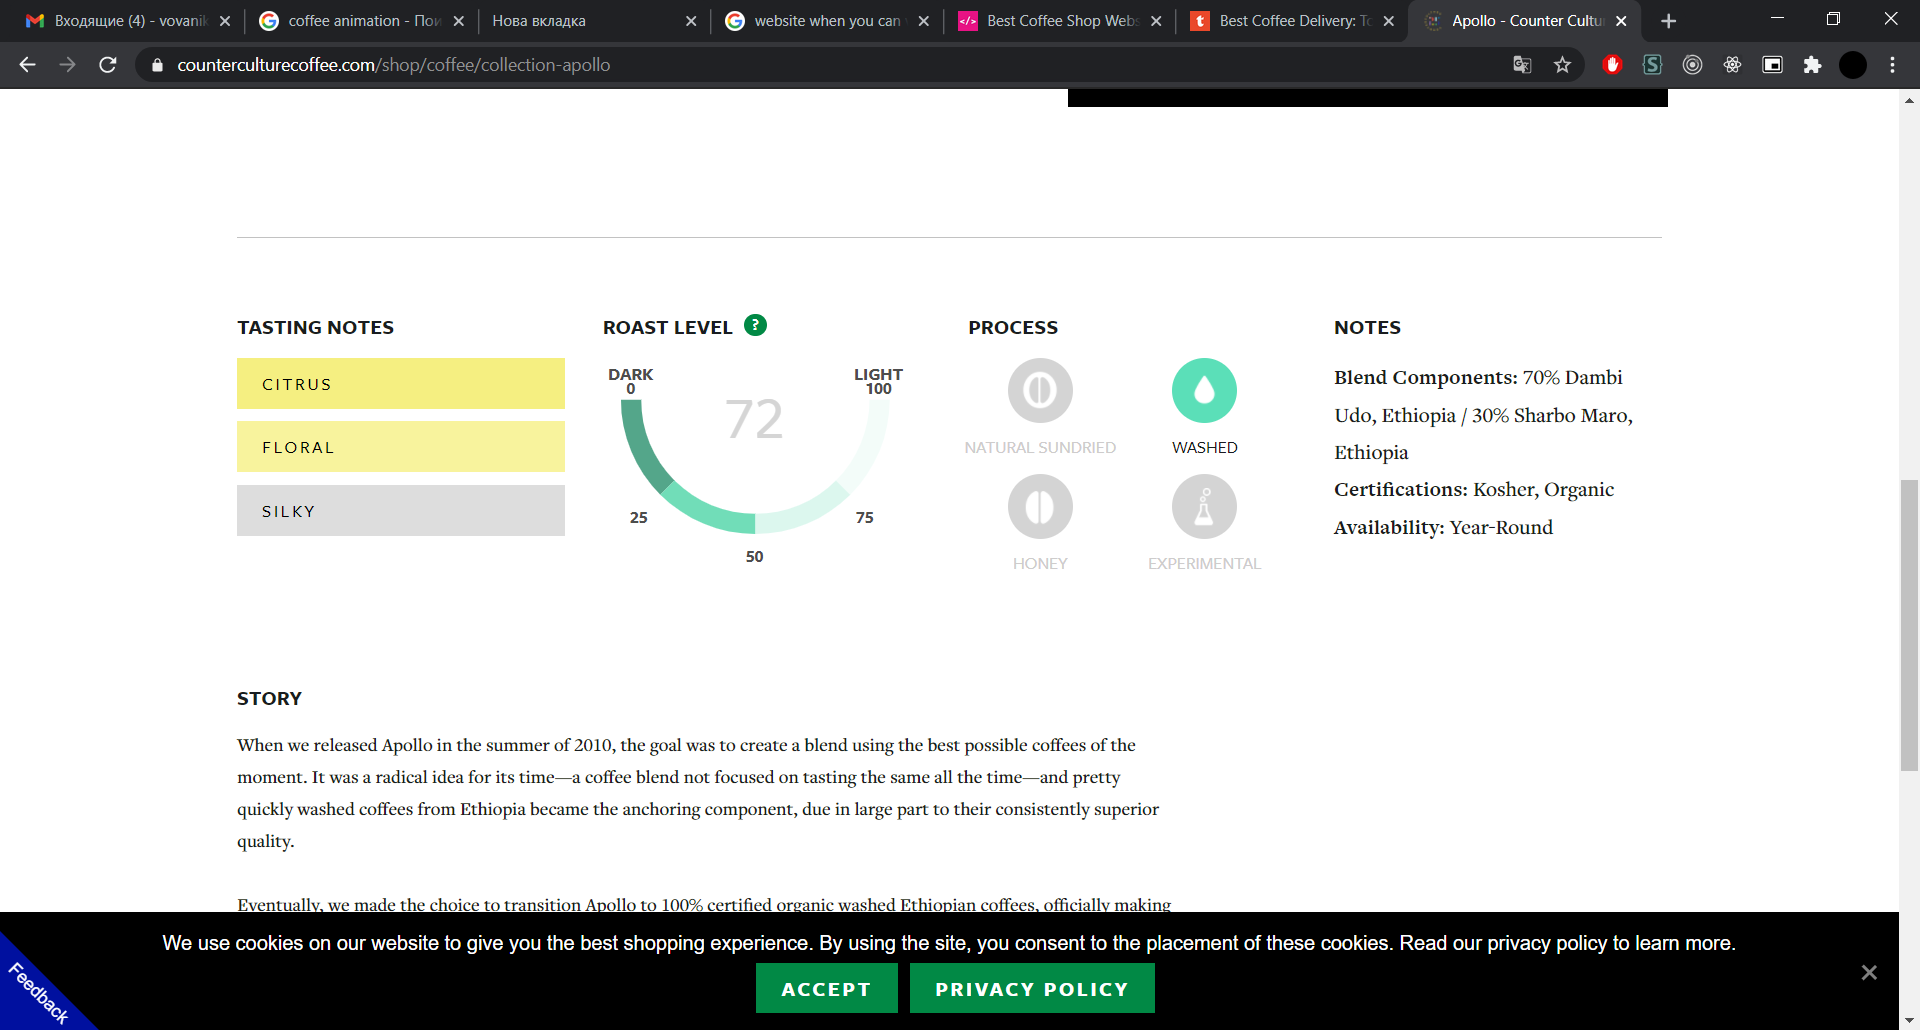 Входящие (4) - vovanik
coffee animation - Пои
Нова вкладка
website when you can
Best Coffee Shop Webs
Best Coffee Delivery: To
Apollo - Counter Cultu
counterculturecoffee.com/shop/coffee/collection-apollo
TASTING NOTES
CITRUS
FLORAL
SILKY
ROAST LEVEL ?
DARK
0
LIGHT
100
72
25
75
50
PROCESS
NATURAL SUNDRIED
WASHED
HONEY
EXPERIMENTAL
NOTES
Blend Components: 70% Dambi
Udo, Ethiopia / 30% Sharbo Maro,
Ethiopia
Certifications: Kosher, Organic
Availability: Year-Round
STORY
When we released Apollo in the summer of 2010, the goal was to create a blend using the best possible coffees of the
moment. It was a radical idea for its time—a coffee blend not focused on tasting the same all the time—and pretty
quickly washed coffees from Ethiopia became the anchoring component, due in large part to their consistently superior
quality.
Eventually, we made the choice to transition Apollo to 100% certified organic washed Ethiopian coffees, officially making
We use cookies on our website to give you the best shopping experience. By using the site, you consent to the placement of these cookies. Read our privacy policy to learn more.
ACCEPT
PRIVACY POLICY
Feedback